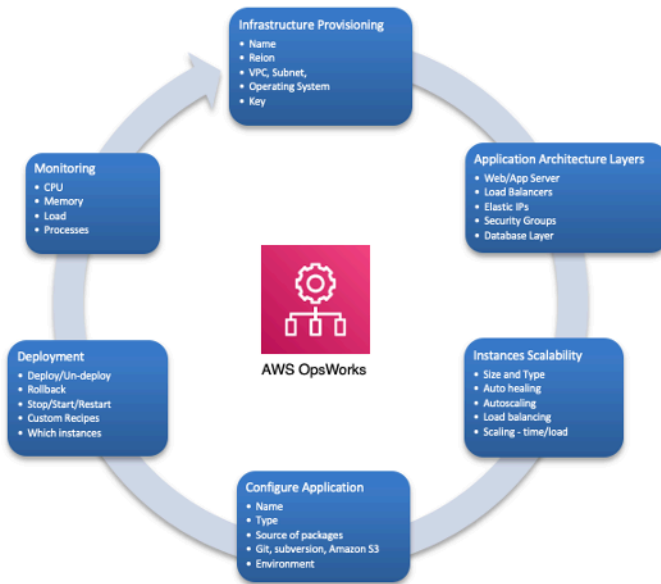 Infrastructure Provisioning
• Name
• Reion
• VPC, Subnet,
• Operating System
• Key
Application Architecture Layers
• Web/App Server
• Load Balancers
• Elastic IPs
• Security Groups
• Database Layer
Instances Scalability
• Size and Type
• Auto healing
• Autoscaling
• Load balancing
• Scaling - time/load
Configure Application
• Name
• Type
• Source of packages
• Git, subversion, Amazon S3
• Environment
Deployment
• Deploy/Un-deploy
• Rollback
• Stop/Start/Restart
• Custom Recipes
• Which instances
Monitoring
• CPU
• Memory
• Load
• Processes
AWS OpsWorks